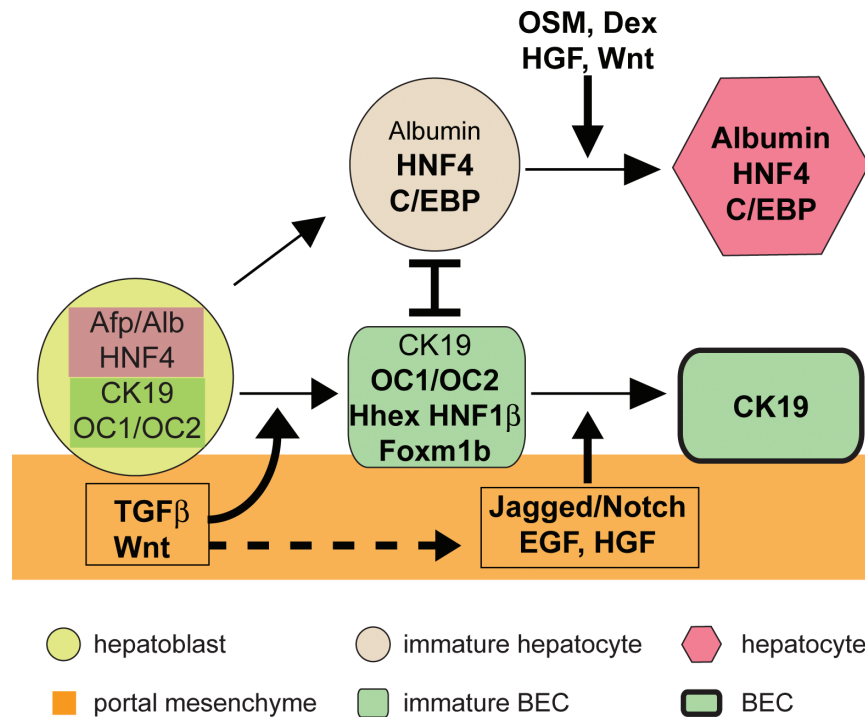 OSM, Dex
HGF, Wnt
Albumin
HNF4
C/EBP
Albumin
HNF4
C/EBP
Afp/Alb
HNF4
CK19
OC1/OC2
CK19
OC1/OC2
Hhex HNF1β
Foxm1b
CK19
TGFβ
Wnt
Jagged/Notch
EGF, HGF
hepatoblast
immature hepatocyte
hepatocyte
portal mesenchyme
immature BEC
BEC